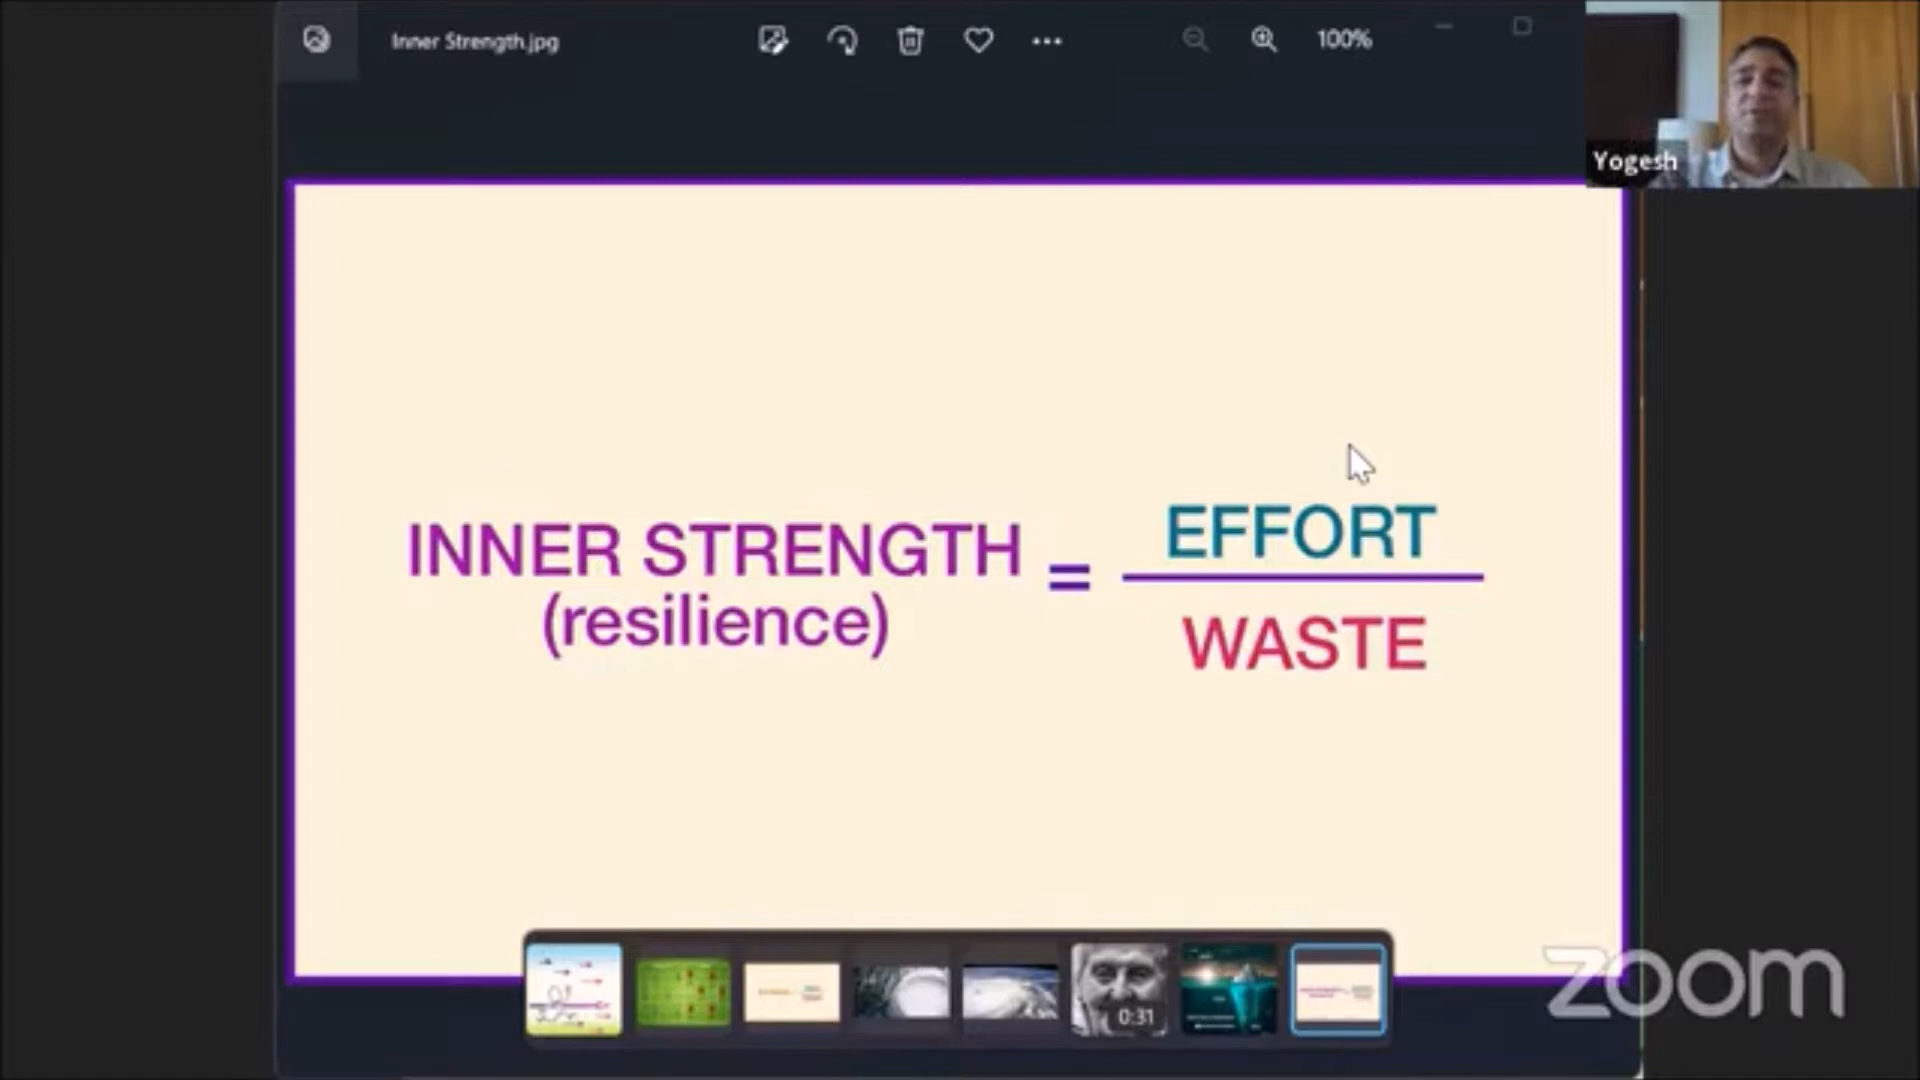 Inner Strength.jpg
100%
Yogesh
INNER STRENGTH
(resilience)
=
EFFORT
WASTE
0:31
zoom